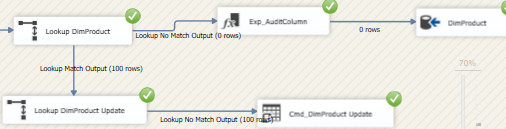 Lookup DimProduct
Lookup No Match Output (0 rows)
Exp_AuditColumn
0 rows
DimProduct
Lookup Match Output (100 rows)
70%
Lookup DimProduct Update
Lookup No Match Output (100 rows)
Cmd_DimProduct Update